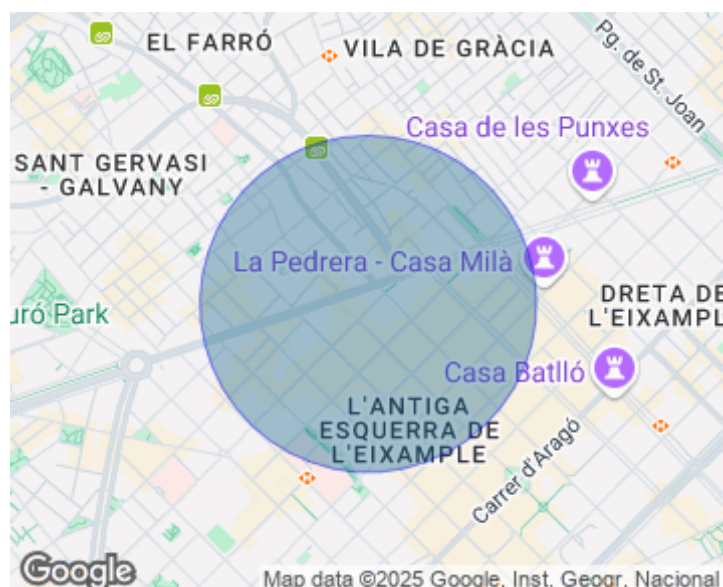 EL FARRÓ
VILA DE GRÀCIA
Pg. de St. Joan
Casa de les Punxes
SANT GERVASI
- GALVANY
La Pedrera - Casa Milà
DRETA DE
L'EIXAMPL
uró Park
Casa Batlló
L'ANTIGA
ESQUERRA DE
L'EIXAMPLE
Carrer d'Aragó
Google
Map data ©2025 Google, Inst. Geogr. Nacional